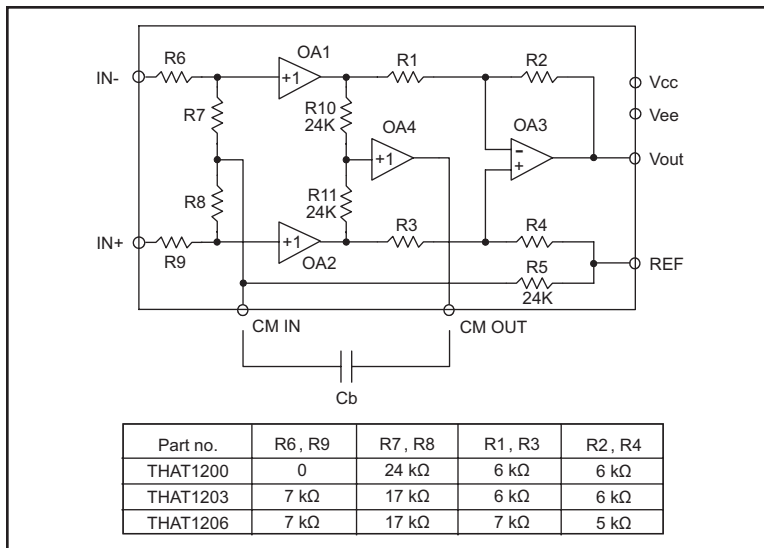 OA1
R6
R1
R2
IN-
+1
Vcc
R10
24K
R7
OA4
Vee
OA3
-
+1
Vout
+
R8
R11
24K
R3
R4
IN+
+1
R9
OA2
R5
24K
REF
CM IN
CM OUT
Cb
Part no. R6 , R9 R7 , R8 R1 , R3 R2 , R4
THAT1200 0 24 kΩ 6 kΩ 6 kΩ
THAT1203 7 kΩ 17 kΩ 6 kΩ 6 kΩ
THAT1206 7 kΩ 17 kΩ 7 kΩ 5 kΩ